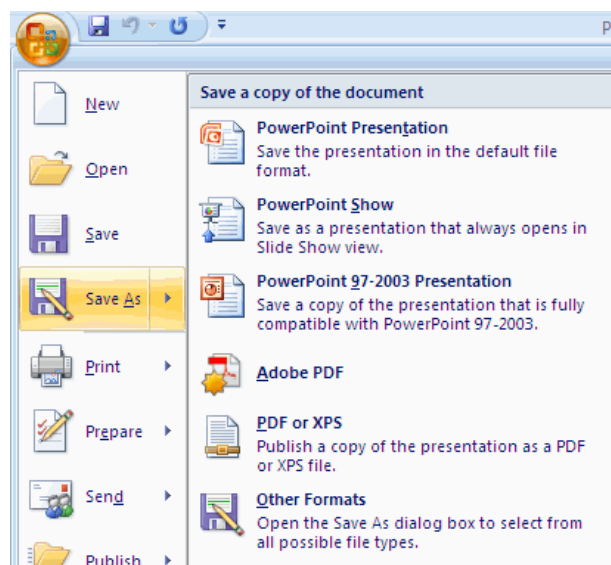 P
New
Open
Save
Save As
Print
Prepare
Send
Publish
Save a copy of the document
PowerPoint Presentation
Save the presentation in the default file
format.
PowerPoint Show
Save as a presentation that always opens in
Slide Show view.
PowerPoint 97-2003 Presentation
Save a copy of the presentation that is fully
compatible with PowerPoint 97-2003.
Adobe PDF
PDF or XPS
Publish a copy of the presentation as a PDF
or XPS file.
Other Formats
Open the Save As dialog box to select from
all possible file types.